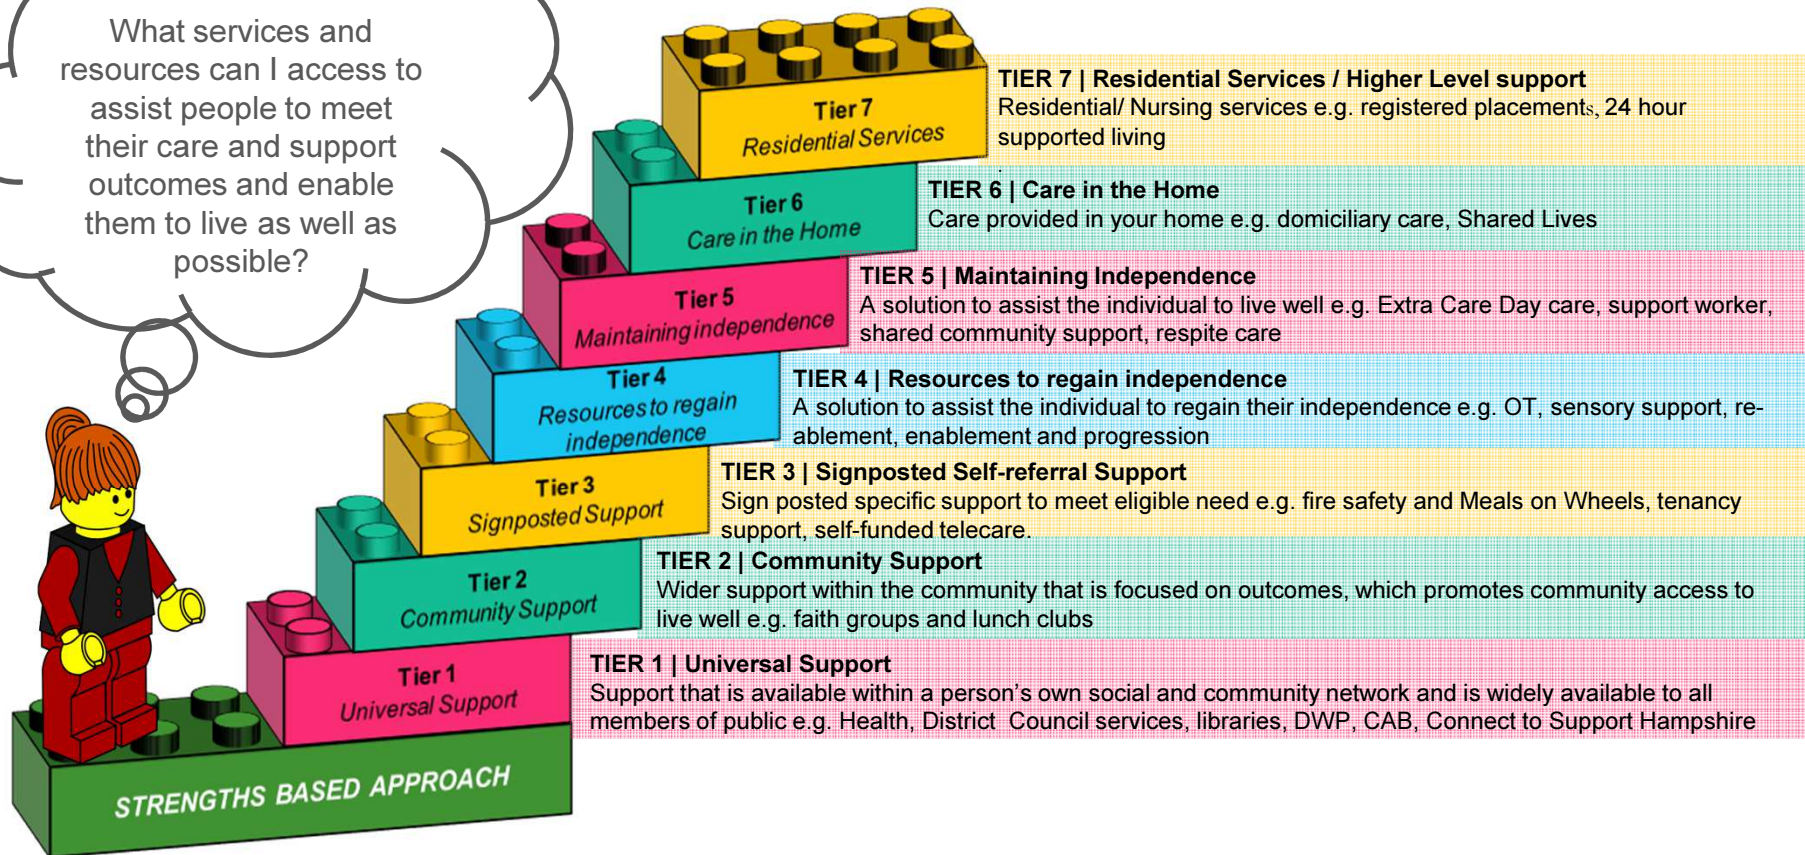 What services and
resources can I access to
assist people to meet
their care and support
outcomes and enable
them to live as well as
possible?
Tier 7
Residential Services
TIER 7 | Residential Services / Higher Level support
Residential/ Nursing services e.g. registered placements, 24 hour
supported living
.
Tier 6
Care in the Home
TIER 6 | Care in the Home
Care provided in your home e.g. domiciliary care, Shared Lives
Tier 5
Maintaining independence
TIER 5 | Maintaining Independence
A solution to assist the individual to live well e.g. Extra Care Day care, support worker,
shared community support, respite care
Tier 4
Resources to regain
independence
TIER 4 | Resources to regain independence
A solution to assist the individual to regain their independence e.g. OT, sensory support, re-
ablement, enablement and progression
Tier 3
Signposted Support
TIER 3 | Signposted Self-referral Support
Sign posted specific support to meet eligible need e.g. fire safety and Meals on Wheels, tenancy
support, self-funded telecare.
Tier 2
Community Support
TIER 2 | Community Support
Wider support within the community that is focused on outcomes, which promotes community access to
live well e.g. faith groups and lunch clubs
Tier 1
Universal Support
TIER 1 | Universal Support
Support that is available within a person's own social and community network and is widely available to all
members of public e.g. Health, District Council services, libraries, DWP, CAB, Connect to Support Hampshire
STRENGTHS BASED APPROACH